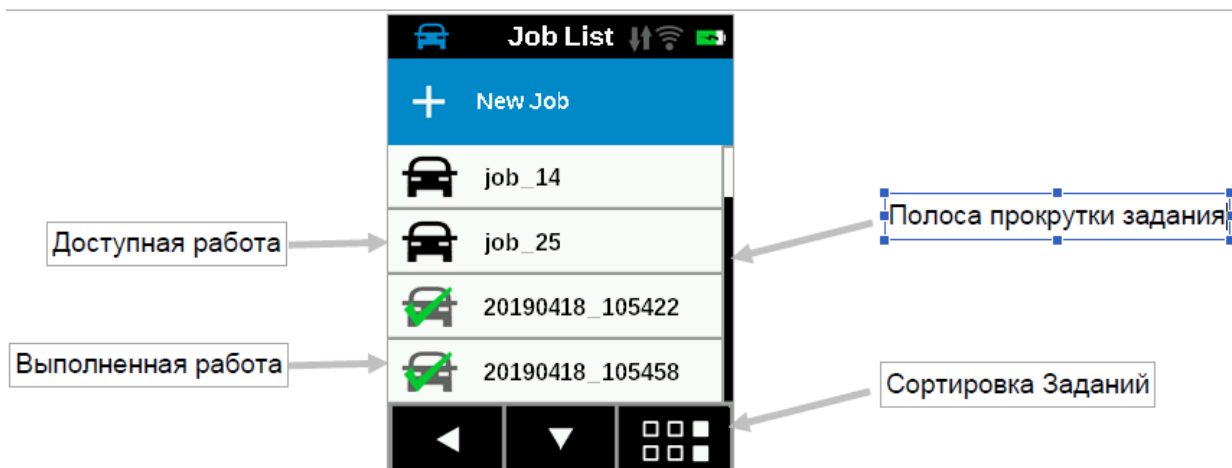 Job List
New Job
job_14
job_25
20190418_105422
20190418_105458
Доступная работа
Выполненная работа
Полоса прокрутки задания
Сортировка Заданий